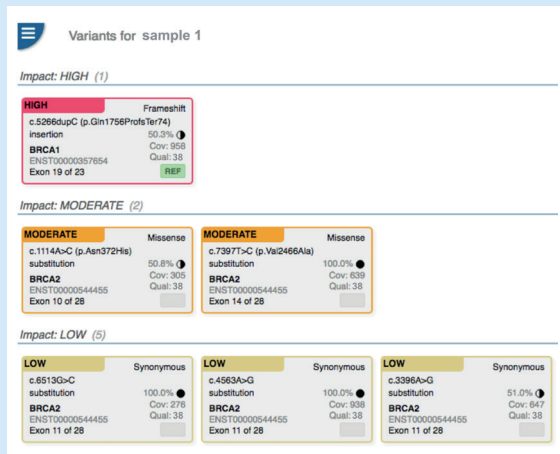 Variants for sample 1
Impact: HIGH (1)
HIGH
Frameshift
c.5266dupC (p.Gln1756ProfsTer74)
insertion 50.3%
BRCA1 Cov: 958
ENST00000357654 Qual: 38
Exon 19 of 23 REF
Impact: MODERATE (2)
MODERATE
Missense
c.1114A>C (p.Asn372His)
substitution 50.8%
BRCA2 Cov: 305
ENST00000544455 Qual: 38
Exon 10 of 28
MODERATE
Missense
c.7397T>C (p.Val2466Ala)
substitution 100.0%
BRCA2 Cov: 639
ENST00000544455 Qual: 38
Exon 14 of 28
Impact: LOW (5)
LOW
Synonymous
c.6513G>C
substitution 100.0%
BRCA2 Cov: 276
ENST00000544455 Qual: 38
Exon 11 of 28
LOW
Synonymous
c.4563A>G
substitution 100.0%
BRCA2 Cov: 938
ENST00000544455 Qual: 38
Exon 11 of 28
LOW
Synonymous
c.3396A>G
substitution 51.0%
BRCA2 Cov: 647
ENST00000544455 Qual: 38
Exon 11 of 28